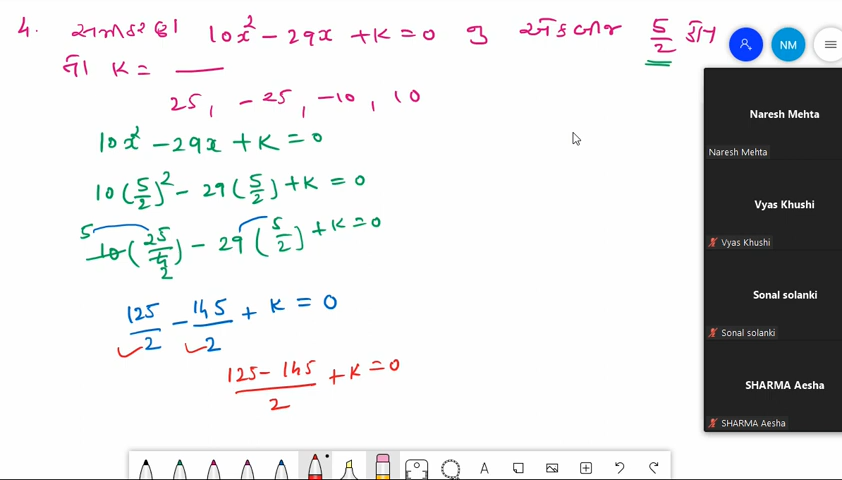 4. સમીકરણ 10x² - 29x + K = 0 નું એક બીજ 5/2 હોય
તો K = ___
25, -25, -10, 10
10x² - 29x + K = 0
10(5/2)² - 29(5/2) + K = 0
5
10(25/4) - 29(5/2) + K = 0
2
125/2 - 145/2 + K = 0
125 - 145/2 + K = 0
NM
Naresh Mehta
Naresh Mehta
Vyas Khushi
Vyas Khushi
Sonal solanki
Sonal solanki
SHARMA Aesha
SHARMA Aesha
A